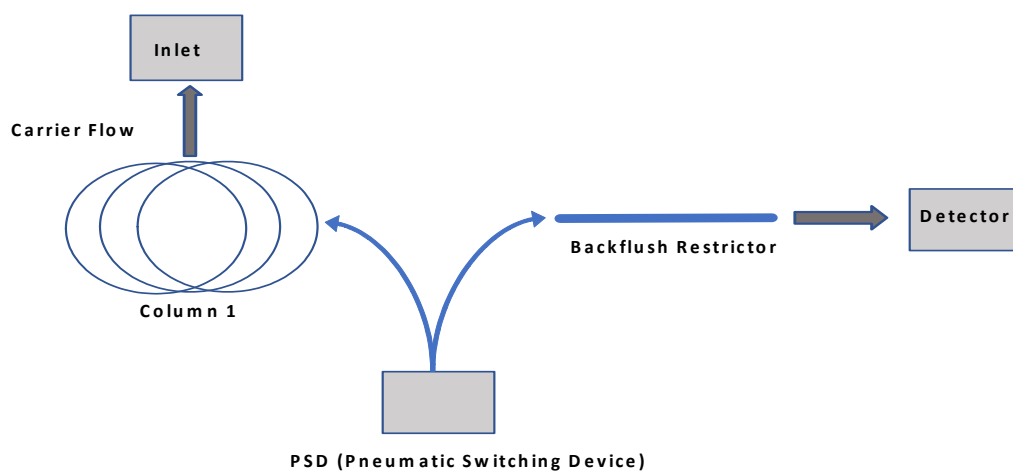 Inlet
Carrier Flow
Detector
Backflush Restrictor
Column 1
PSD (Pneumatic Switching Device)